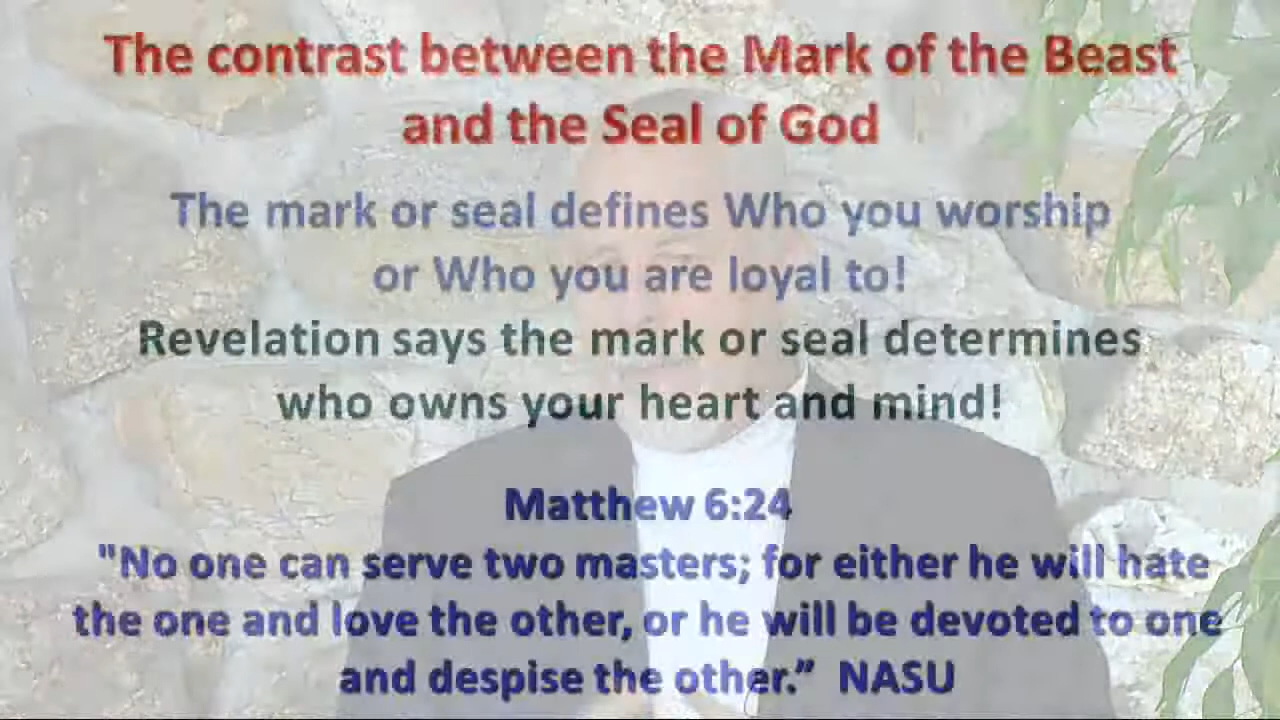 The contrast between the Mark of the Beast
and the Seal of God
The mark or seal defines Who you worship
or Who you are loyal to!
Revelation says the mark or seal determines
who owns your heart and mind!
Matthew 6:24
"No one can serve two masters; for either he will hate
the one and love the other, or he will be devoted to one
and despise the other.” NASU